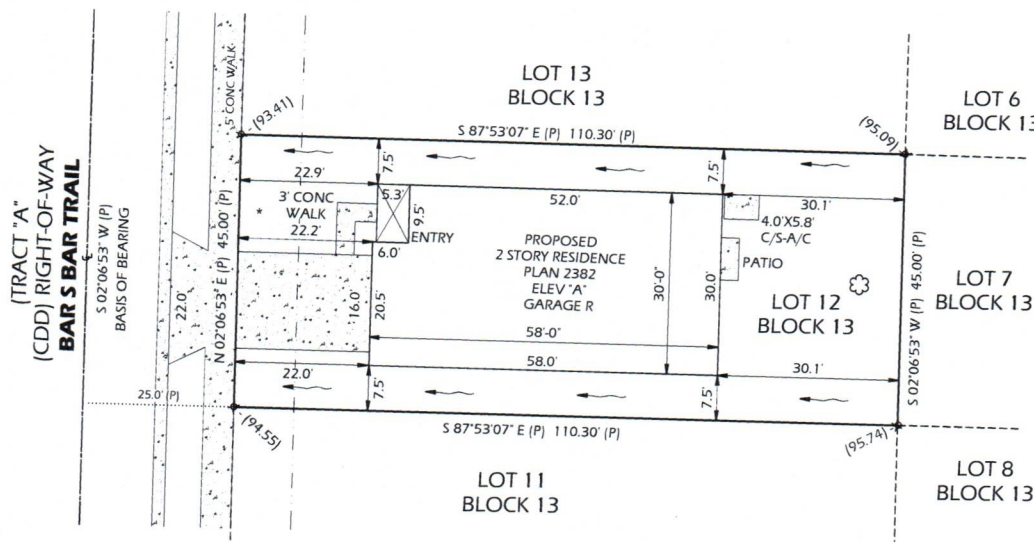 LOT 13
BLOCK 13
LOT 6
BLOCK 13
5' CONC WALK
(93.41)
S 87°53'07" E (P) 110.30' (P)
(95.09)
(TRACT "A"
(CDD) RIGHT-OF-WAY
BAR S BAR TRAIL
S 02°06'53" W (P)
BASIS OF BEARING
22.0'
N 02°06'53" E (P) 45.00' (P)
22.9'
7.5'
7.5'
3' CONC
WALK
*
5.3'
9.5'
52.0'
30.1'
22.2'
ENTRY
6.0'
4.0'X5.8'
C/S-A/C
PATIO
PROPOSED
2 STORY RESIDENCE
PLAN 2382
ELEV "A"
GARAGE R
30'-0"
30.0'
LOT 12
BLOCK 13
S 02°06'53" W (P) 45.00' (P)
LOT 7
BLOCK 13
16.0'
20.5'
58'-0"
22.0'
58.0'
30.1'
25.0' (P)
7.5'
7.5'
(94.55)
S 87°53'07" E (P) 110.30' (P)
(95.74)
LOT 11
BLOCK 13
LOT 8
BLOCK 13